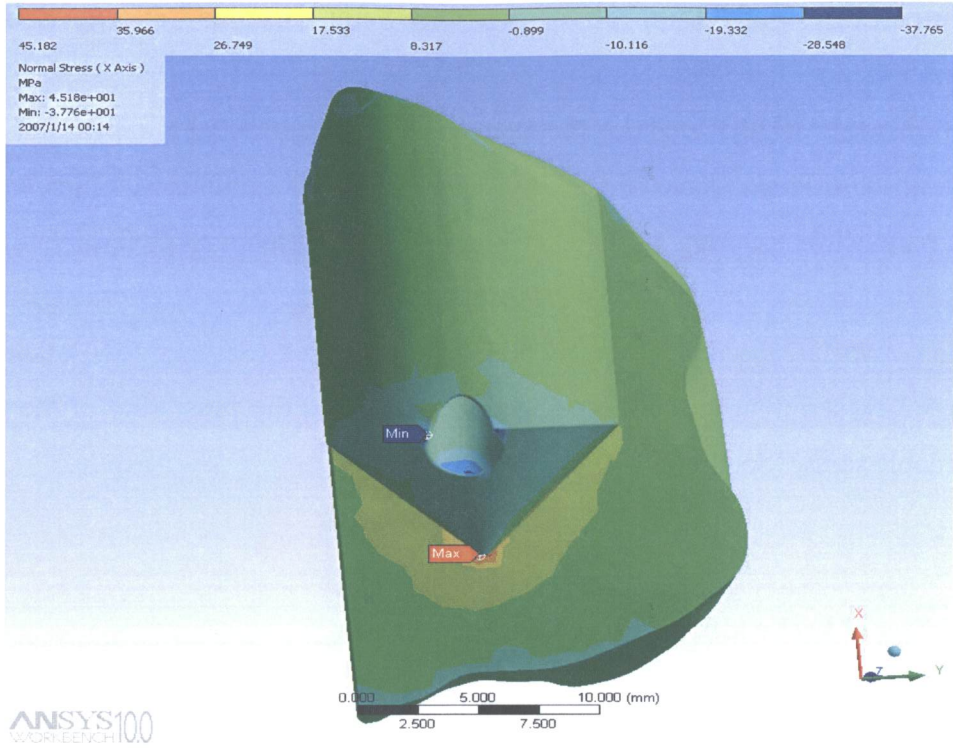 35.966 17.533 -0.899 -19.332 -37.765
45.182 26.749 8.317 -10.116 -28.548
Normal Stress ( X Axis )
MPa
Max: 4.518e+001
Min: -3.776e+001
2007/1/14 00:14
Min
Max
X
Z Y
0.000 5.000 10.000 (mm)
2.500 7.500
ANSYS 10.0
WORKBENCH